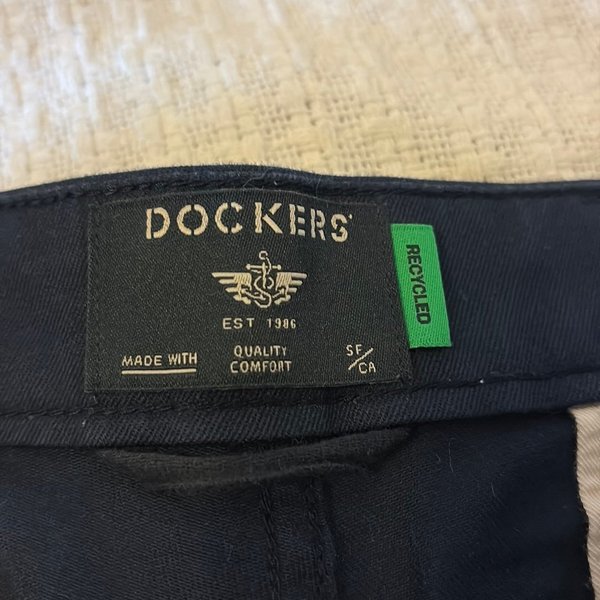 DOCKERS®
EST 1986
MADE WITH
QUALITY
COMFORT
SF/CA
RECYCLED